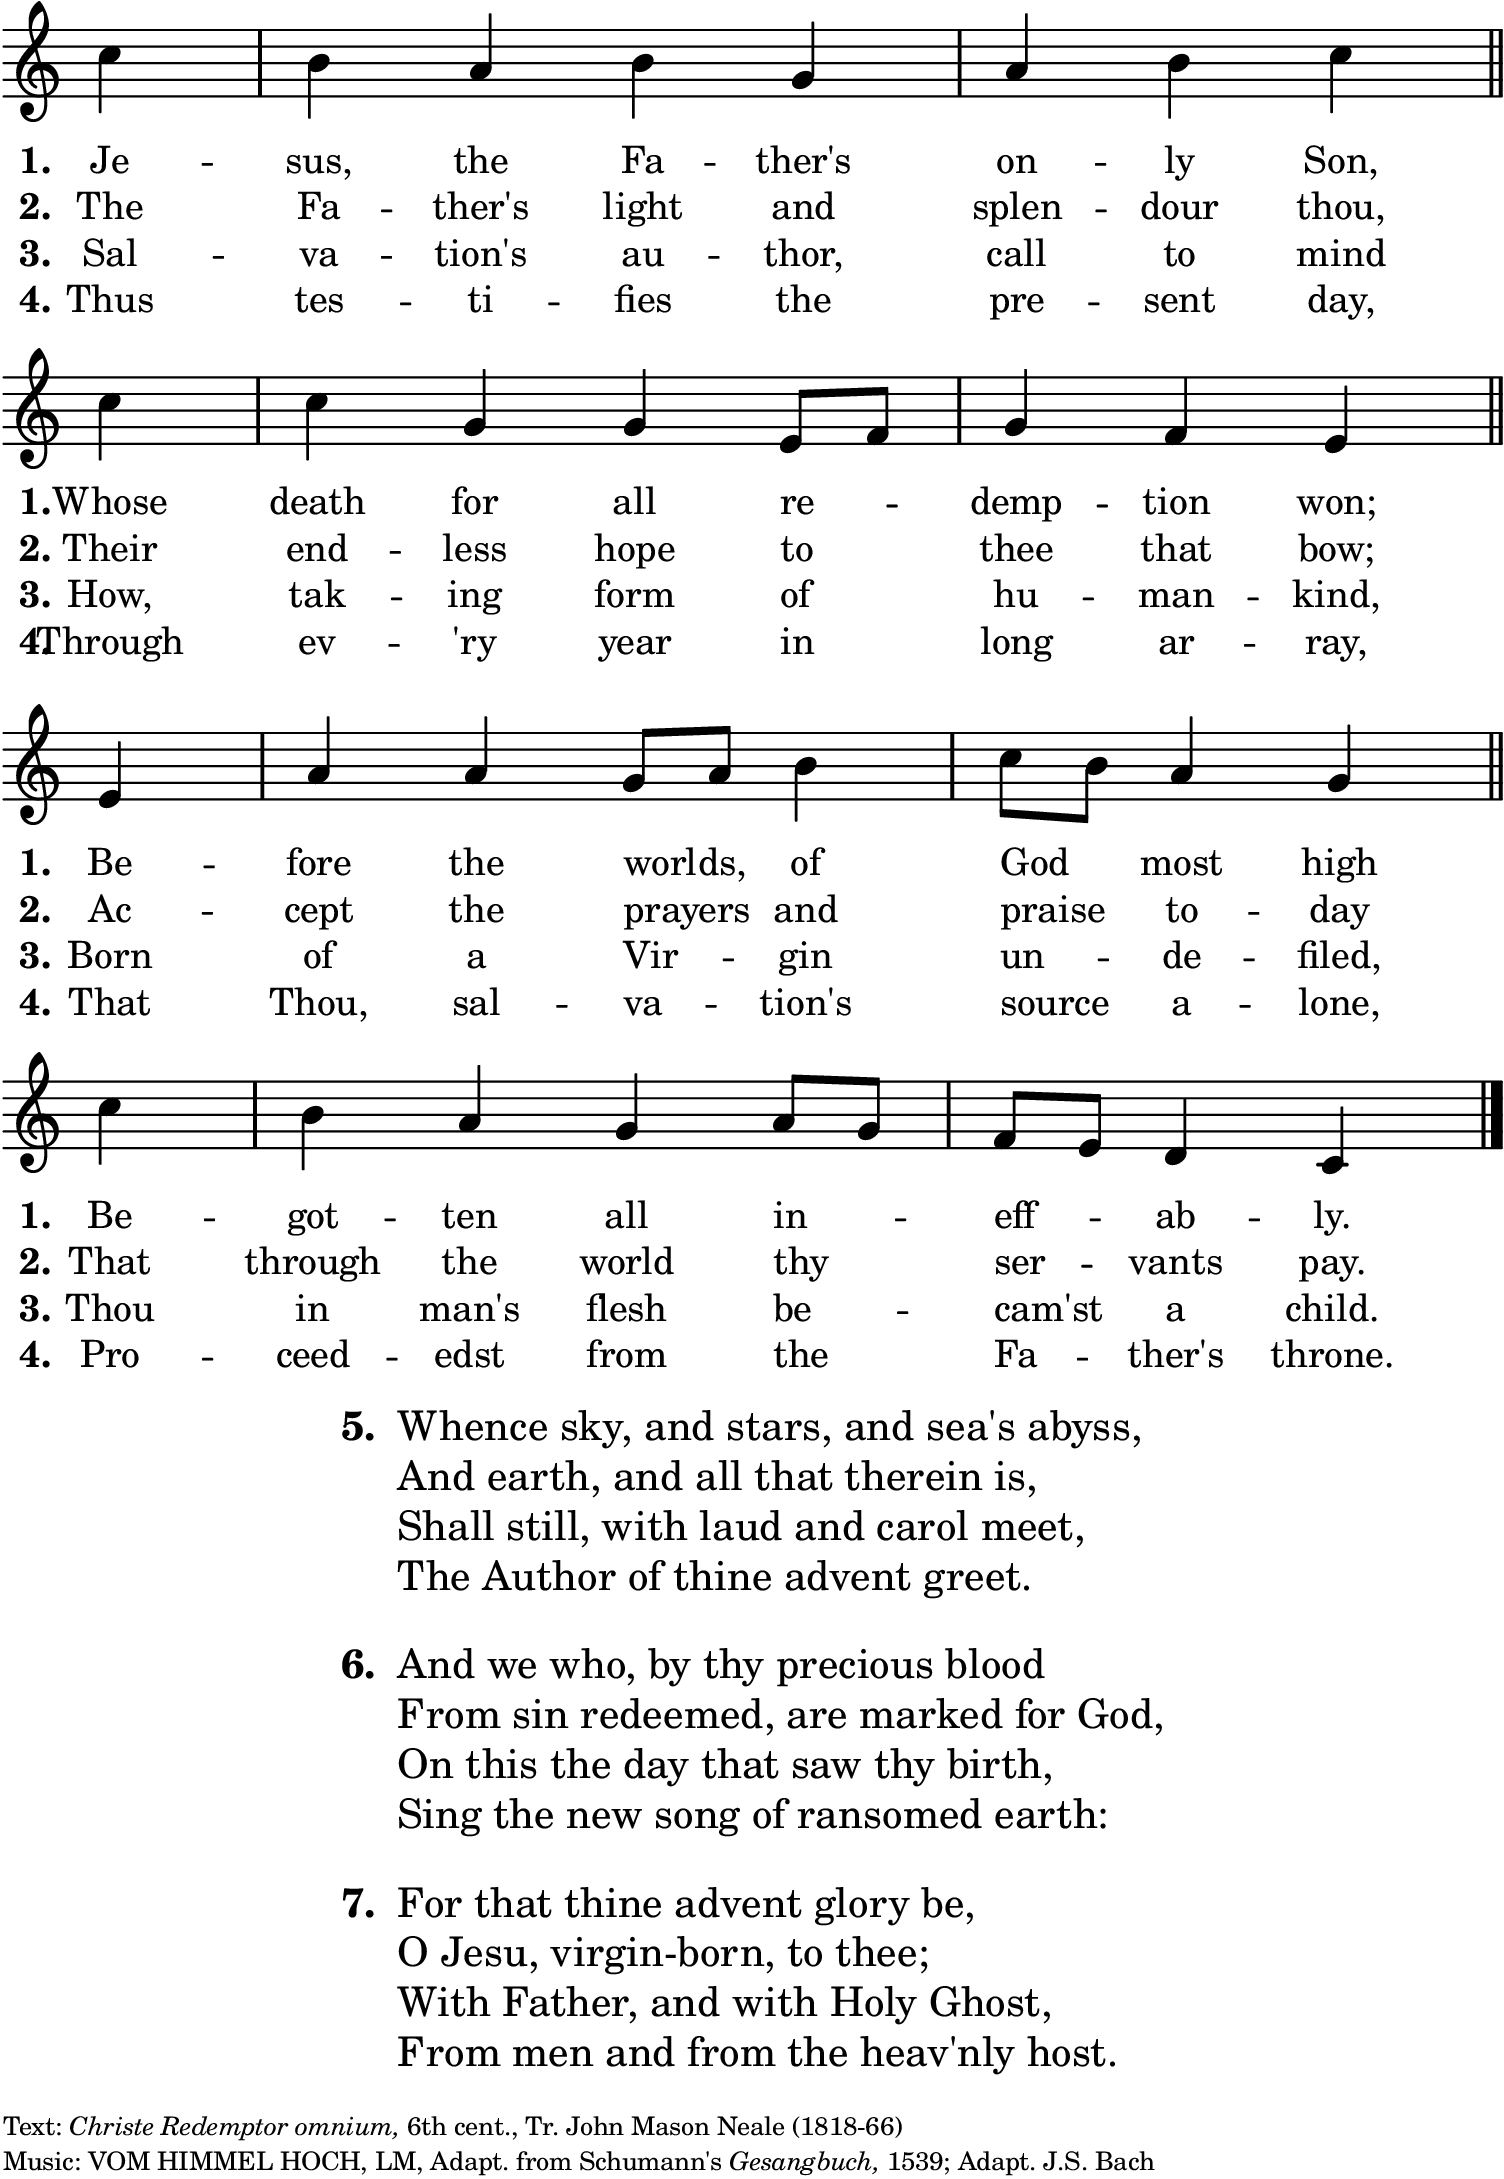 1. Je -- sus, the Fa -- ther's on -- ly Son,
2. The Fa -- ther's light and splen -- dour thou,
3. Sal -- va -- tion's au -- thor, call to mind
4. Thus tes -- ti -- fies the pre -- sent day,
1. Whose death for all re -- demp -- tion won;
2. Their end -- less hope to thee that bow;
3. How, tak -- ing form of hu -- man -- kind,
4. Through ev -- 'ry year in long ar -- ray,
1. Be -- fore the worlds, of God most high
2. Ac -- cept the prayers and praise to -- day
3. Born of a Vir -- gin un -- de -- filed,
4. That Thou, sal -- va -- tion's source a -- lone,
1. Be -- got -- ten all in -- eff -- ab -- ly.
2. That through the world thy ser -- vants pay.
3. Thou in man's flesh be -- cam'st a child.
4. Pro -- ceed -- edst from the Fa -- ther's throne.
5. Whence sky, and stars, and sea's abyss,
And earth, and all that therein is,
Shall still, with laud and carol meet,
The Author of thine advent greet.
6. And we who, by thy precious blood
From sin redeemed, are marked for God,
On this the day that saw thy birth,
Sing the new song of ransomed earth:
7. For that thine advent glory be,
O Jesu, virgin-born, to thee;
With Father, and with Holy Ghost,
From men and from the heav'nly host.
Text: Christe Redemptor omnium, 6th cent., Tr. John Mason Neale (1818-66)
Music: VOM HIMMEL HOCH, LM, Adapt. from Schumann's Gesangbuch, 1539; Adapt. J.S. Bach